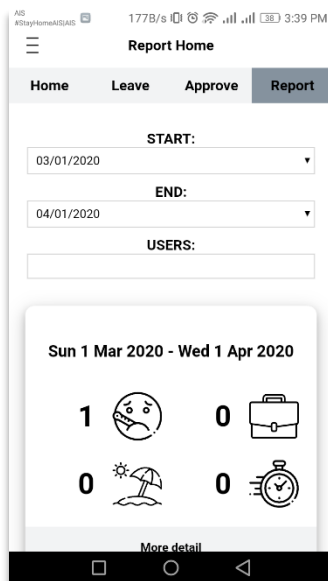 AIS
#StayHomeAIS|AIS
177B/s 38 3:39 PM
Report Home
Home Leave Approve Report
START:
03/01/2020
END:
04/01/2020
USERS:
Sun 1 Mar 2020 - Wed 1 Apr 2020
1 0
0 0
More detail